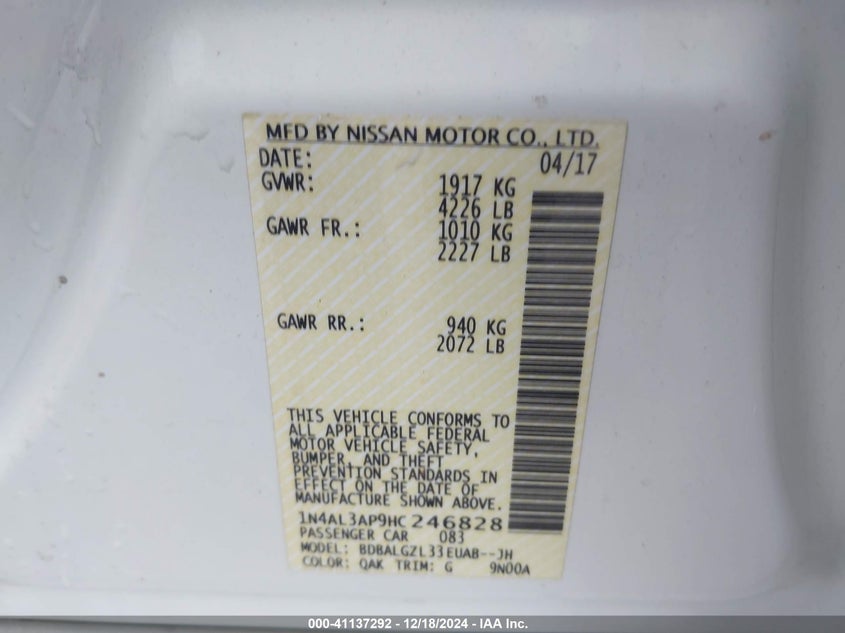 MFD BY NISSAN MOTOR CO., LTD.
DATE: 04/17
GVWR: 1917 KG
4226 LB
GAWR FR.: 1010 KG
2227 LB
GAWR RR.: 940 KG
2072 LB
THIS VEHICLE CONFORMS TO
ALL APPLICABLE FEDERAL
MOTOR VEHICLE SAFETY,
BUMPER, AND THEFT
PREVENTION STANDARDS IN
EFFECT ON THE DATE OF
MANUFACTURE SHOWN ABOVE.
1N4AL3AP9HC246828
PASSENGER CAR 083
MODEL: BDBALGZL33EUAB--JH
COLOR: QAK TRIM: G 9N00A
000-41137292 - 12/18/2024 - IAA Inc.